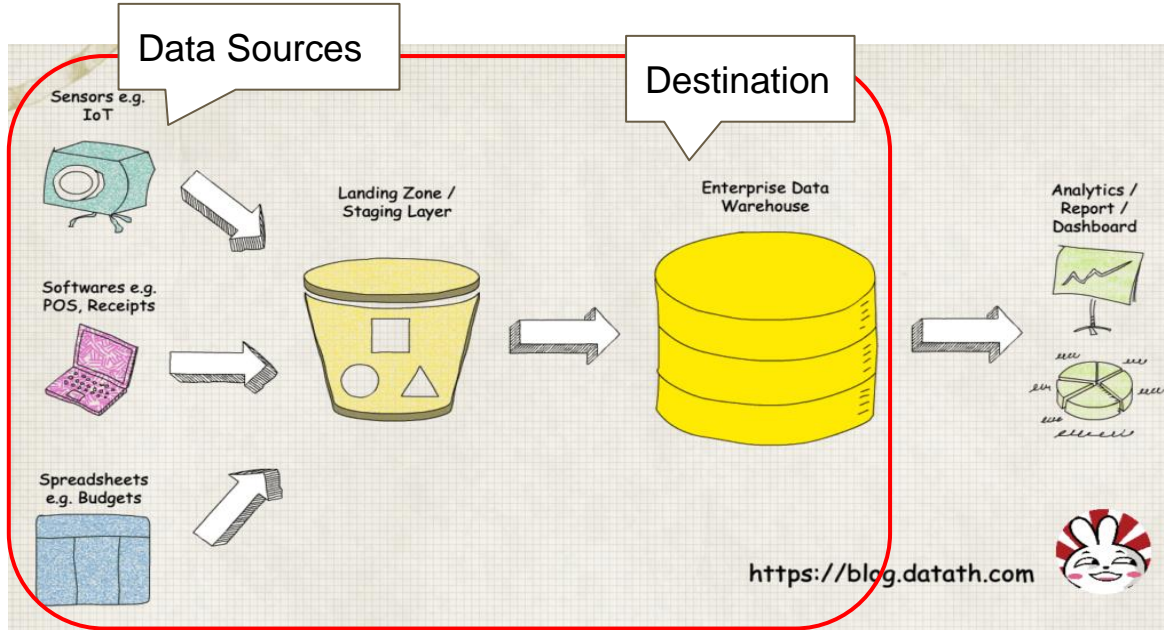 Data Sources
Destination
Sensors e.g.
IoT
Landing Zone /
Staging Layer
Enterprise Data
Warehouse
Analytics /
Report /
Dashboard
Softwares e.g.
POS, Receipts
Spreadsheets
e.g. Budgets
https://blog.datath.com